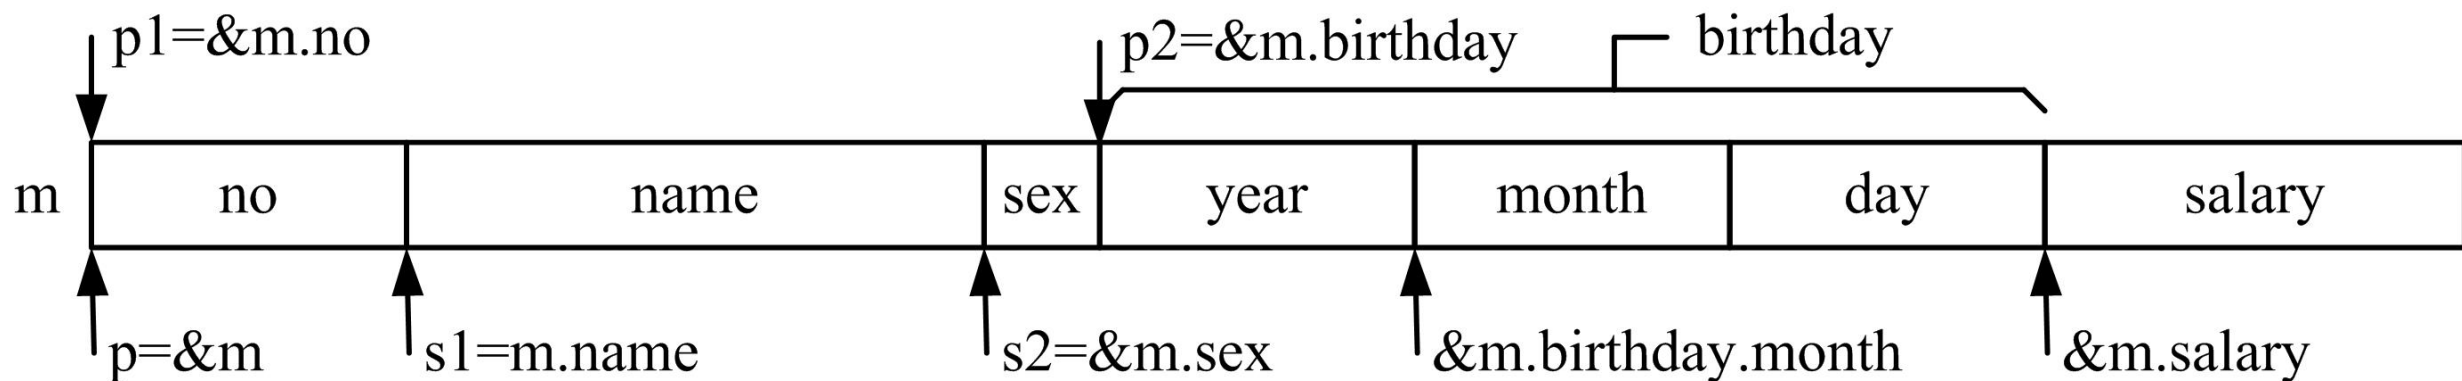 p1=&m.no
p2=&m.birthday
birthday
m
no
name
sex
year
month
day
salary
p=&m
s1=m.name
s2=&m.sex
&m.birthday.month
&m.salary